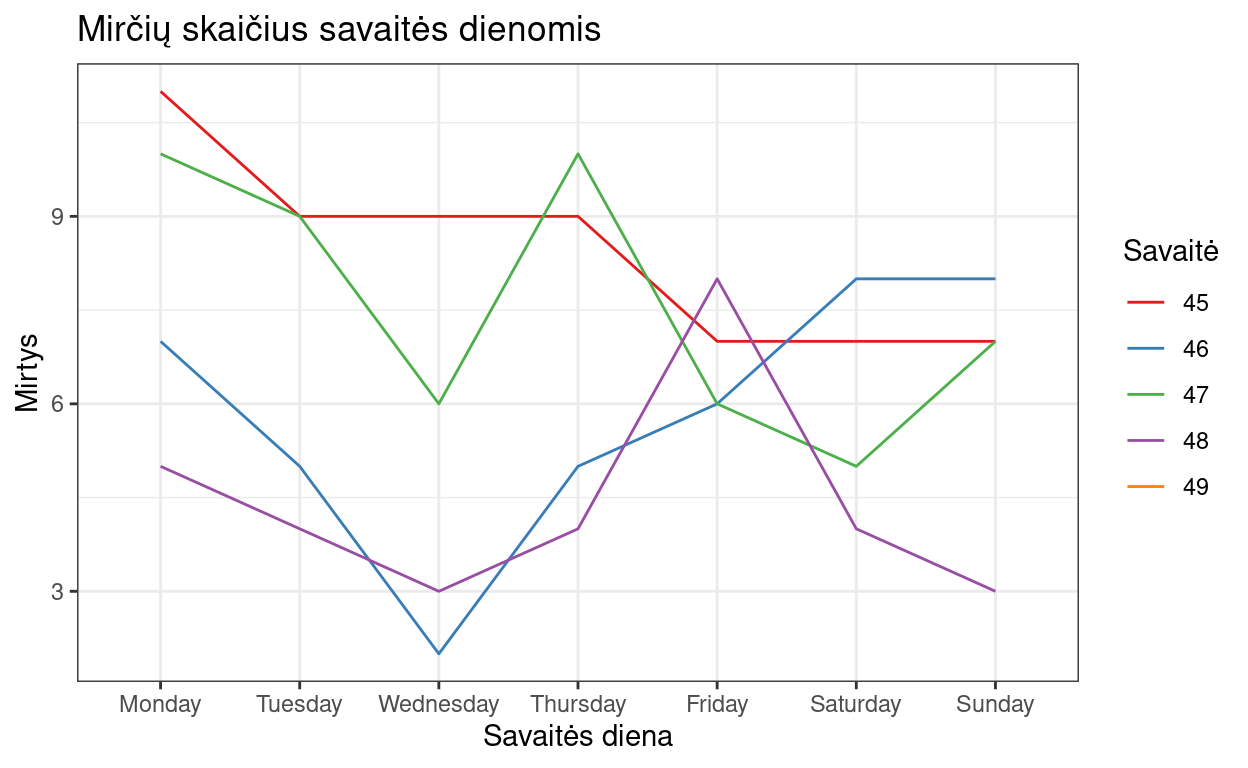 Mirčių skaičius savaitės dienomis
Mirtys
9
6
3
Monday Tuesday Wednesday Thursday Friday Saturday Sunday
Savaitės diena
Savaitė
45
46
47
48
49